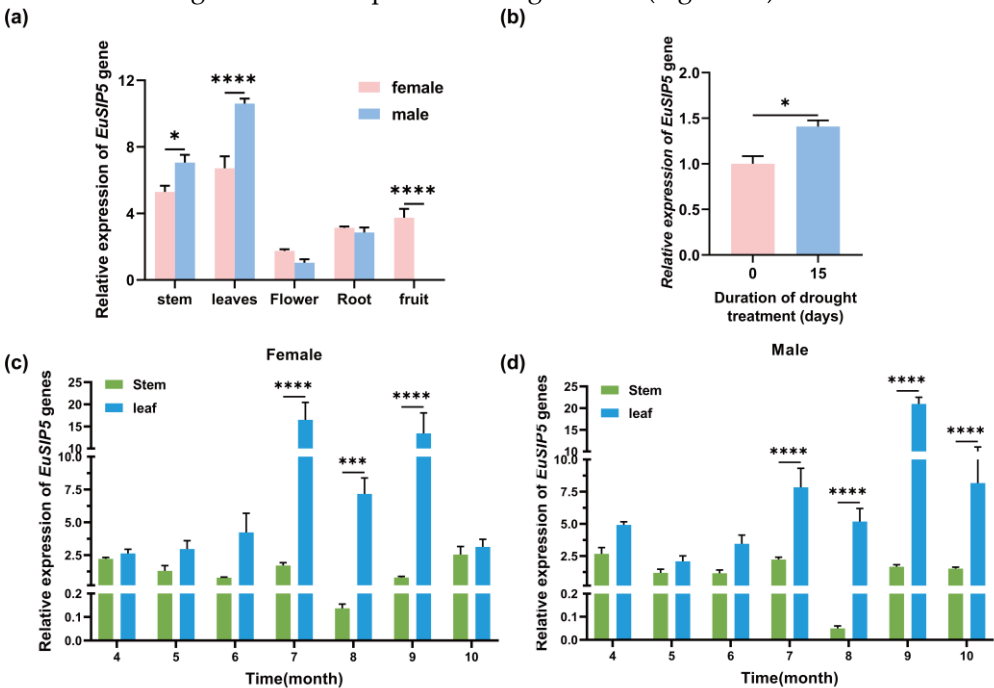 (a)
Relative expression of EuSIP5 gene
12
8
4
0
****
*
****
female
male
stem leaves Flower Root fruit
(b)
Relative expression of EuSIP5 gene
2.0
1.5
1.0
0.5
0.0
*
0 15
Duration of drought
treatment (days)
(c)
Female
Relative expression of EuSIP5 genes
25
20
15
10
10.0
7.5
5.0
2.5
0.2
0.1
0.0
Stem
leaf
****
***
****
4 5 6 7 8 9 10
Time(month)
(d)
Male
Relative expression of EuSIP5 genes
25
20
15
10
10.0
7.5
5.0
2.5
0.2
0.1
0.0
Stem
leaf
****
****
****
****
4 5 6 7 8 9 10
Time(month)